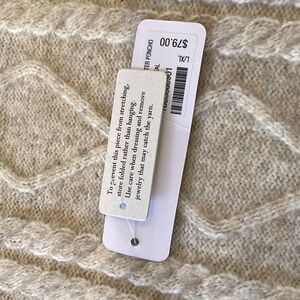 To prevent this piece from stretching,
store folded rather than hanging.
Use care when dressing and remove
jewelry that may catch the yarn.
PONCHO
L/XL
$79.00